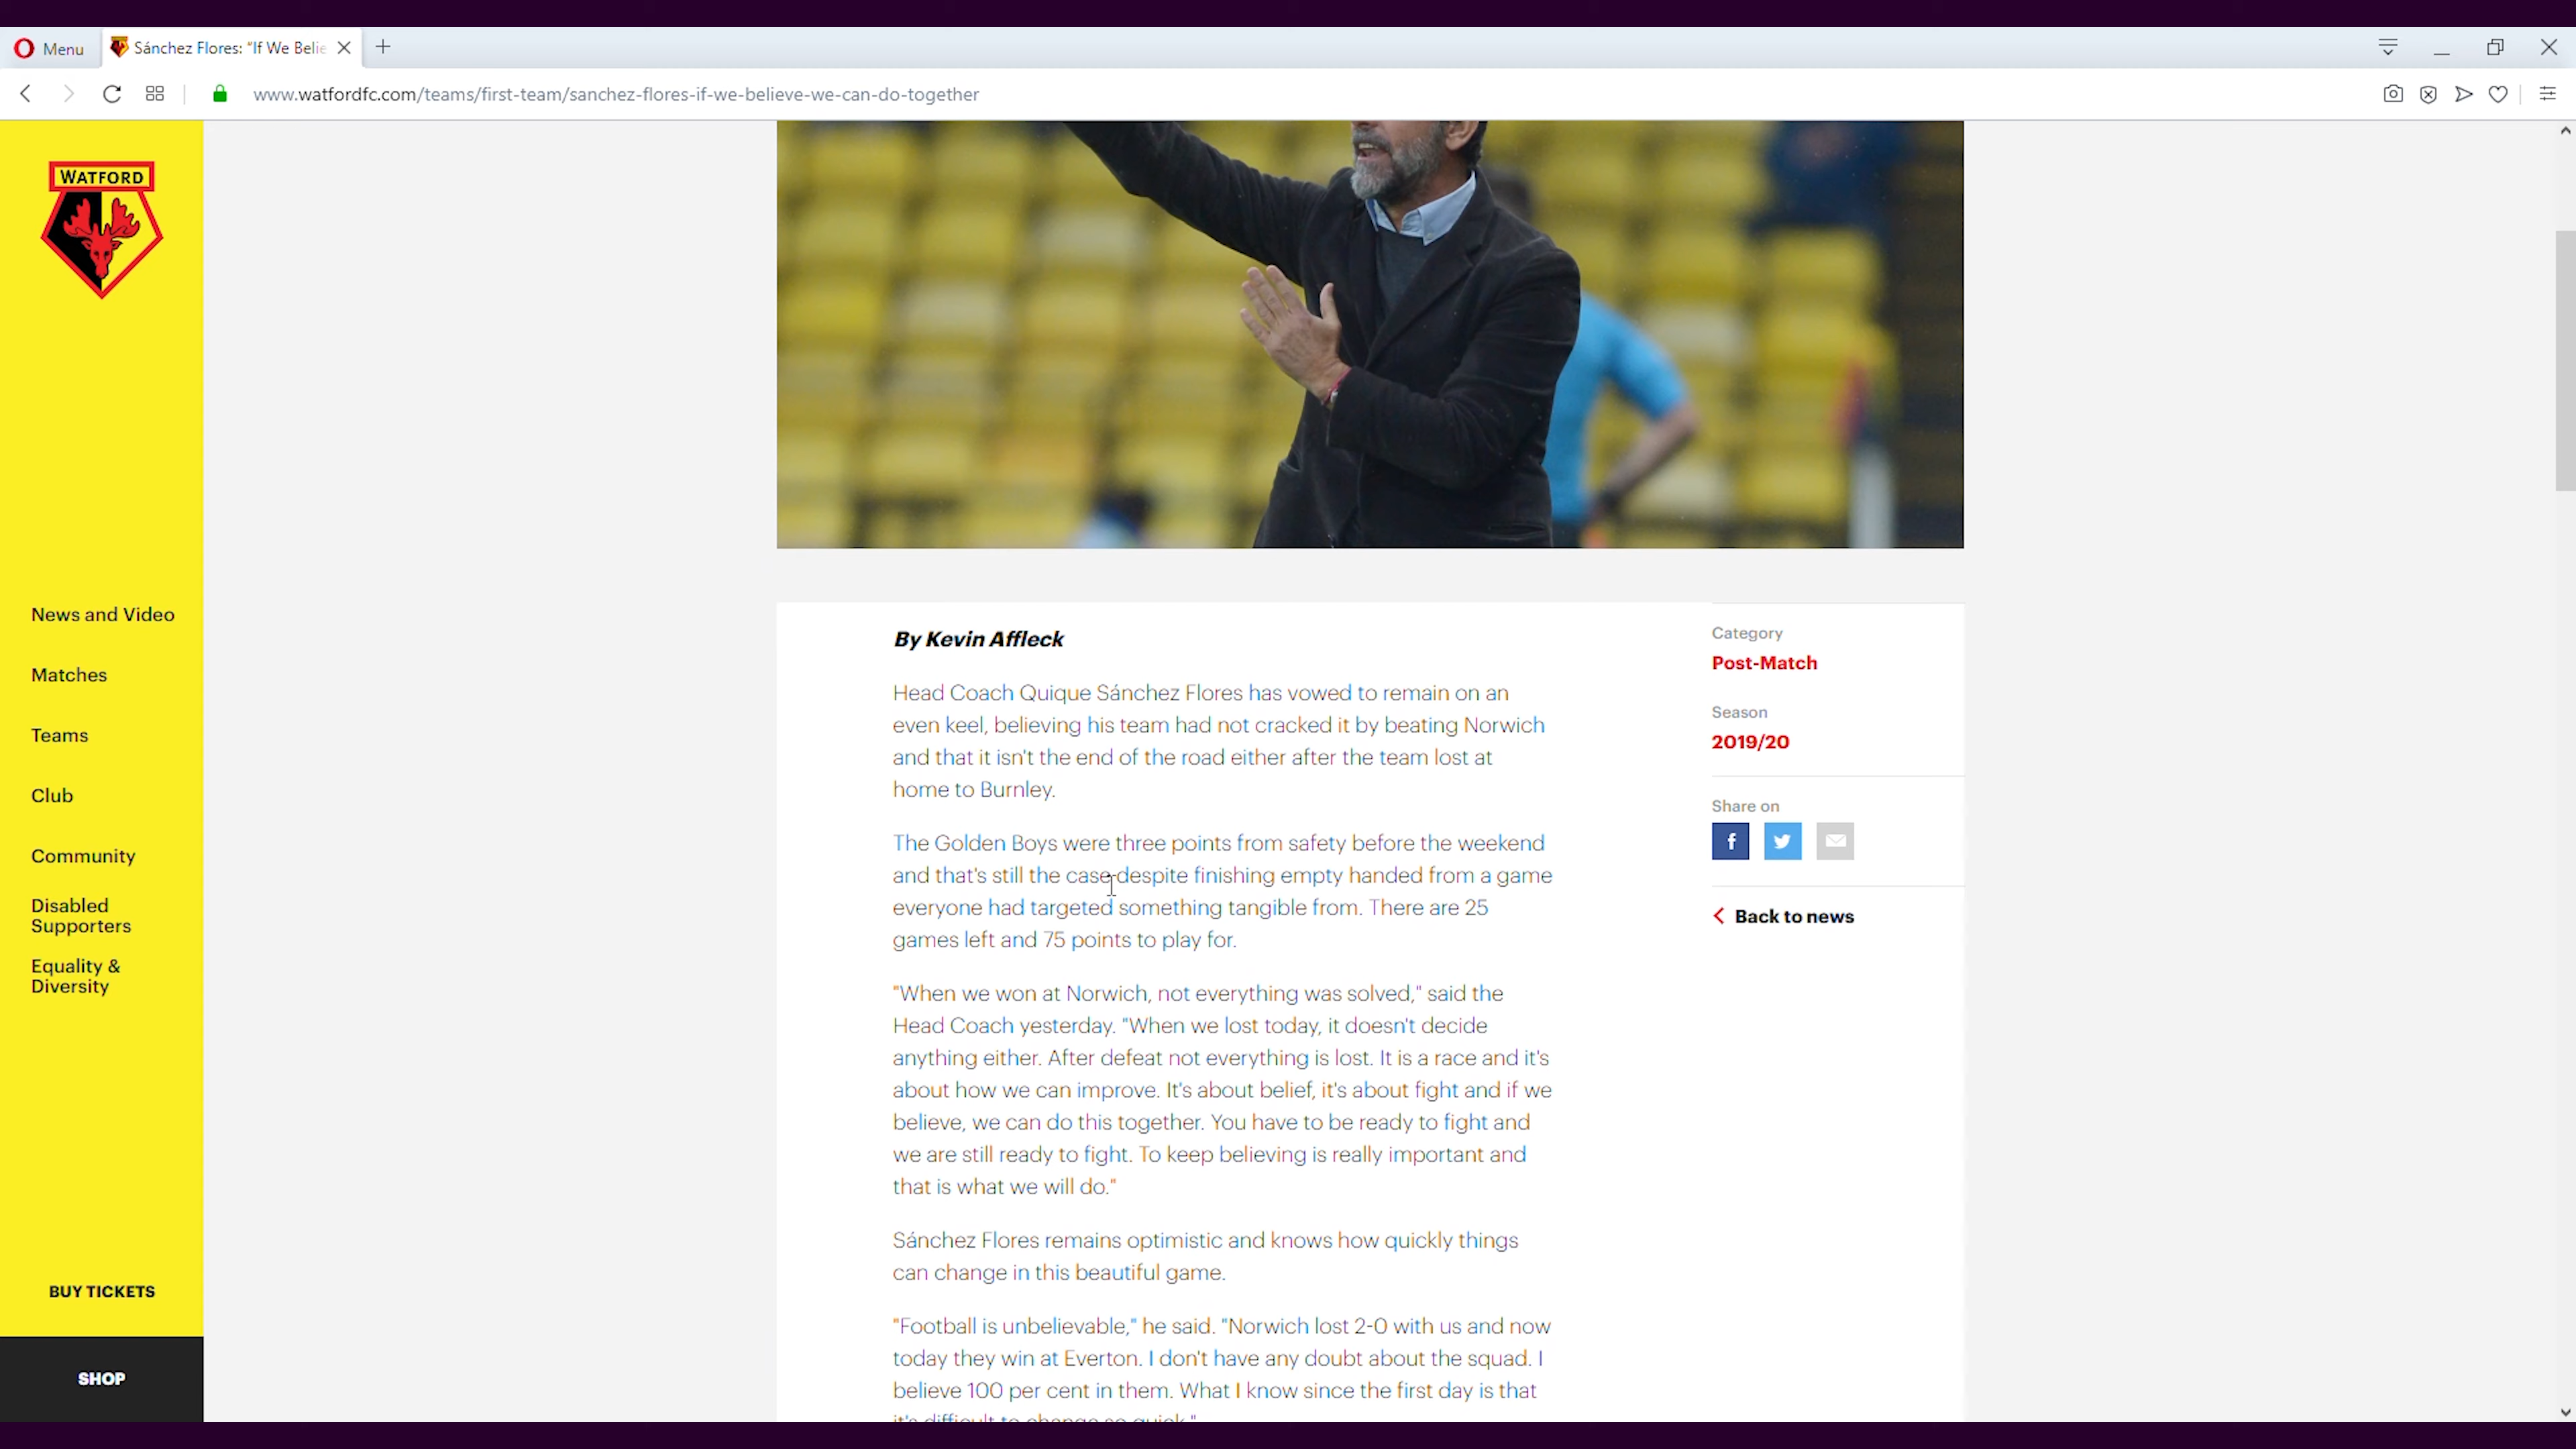 Menu
Sánchez Flores: "If We Belie
www.watfordfc.com/teams/first-team/sanchez-flores-if-we-believe-we-can-do-together
WATFORD
News and Video
Matches
Teams
Club
Community
Disabled
Supporters
Equality &
Diversity
BUY TICKETS
SHOP
By Kevin Affleck
Head Coach Quique Sánchez Flores has vowed to remain on an
even keel, believing his team had not cracked it by beating Norwich
and that it isn't the end of the road either after the team lost at
home to Burnley.
The Golden Boys were three points from safety before the weekend
and that's still the case despite finishing empty handed from a game
everyone had targeted something tangible from. There are 25
games left and 75 points to play for.
"When we won at Norwich, not everything was solved," said the
Head Coach yesterday. "When we lost today, it doesn't decide
anything either. After defeat not everything is lost. It is a race and it's
about how we can improve. It's about belief, it's about fight and if we
believe, we can do this together. You have to be ready to fight and
we are still ready to fight. To keep believing is really important and
that is what we will do."
Sánchez Flores remains optimistic and knows how quickly things
can change in this beautiful game.
"Football is unbelievable," he said. "Norwich lost 2-0 with us and now
today they win at Everton. I don't have any doubt about the squad. I
believe 100 per cent in them. What I know since the first day is that
it's difficult to change so quick."
Category
Post-Match
Season
2019/20
Share on
Back to news